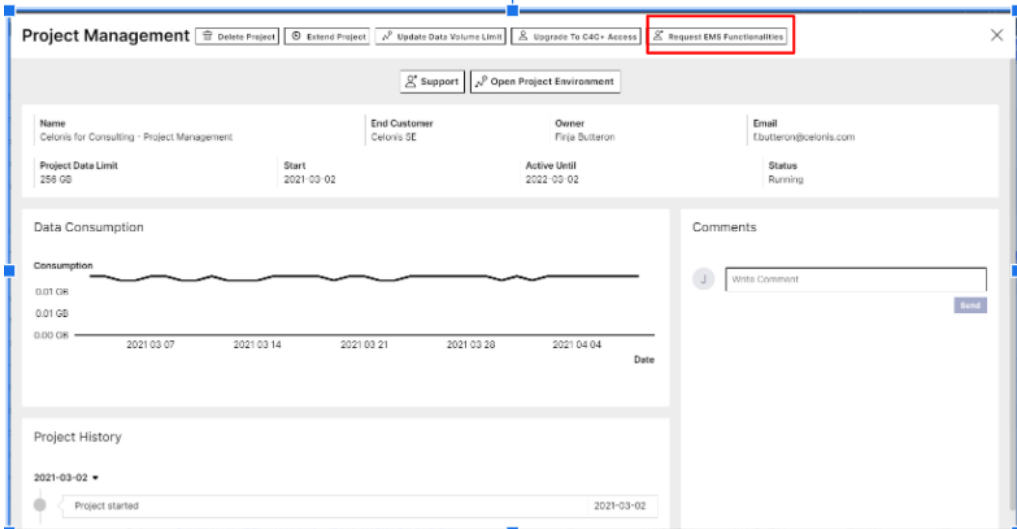 Project Management Delete Project Extend Project Update Data Volume Limit Upgrade To C4C+ Access Request EMS Functionalities
Support Open Project Environment
Name End Customer Owner Email
Celonis for Consulting - Project Management Celonis SE Finja Butteron f.butteron@celonis.com
Project Data Limit Start Active Until Status
256 GB 2021-03-02 2022-03-02 Running
Data Consumption
Consumption
0.01 GB
0.01 GB
0.00 GB
2021 03 07 2021 03 14 2021 03 21 2021 03 28 2021 04 04
Date
Comments
J Write Comment
Send
Project History
2021-03-02
Project started 2021-03-02